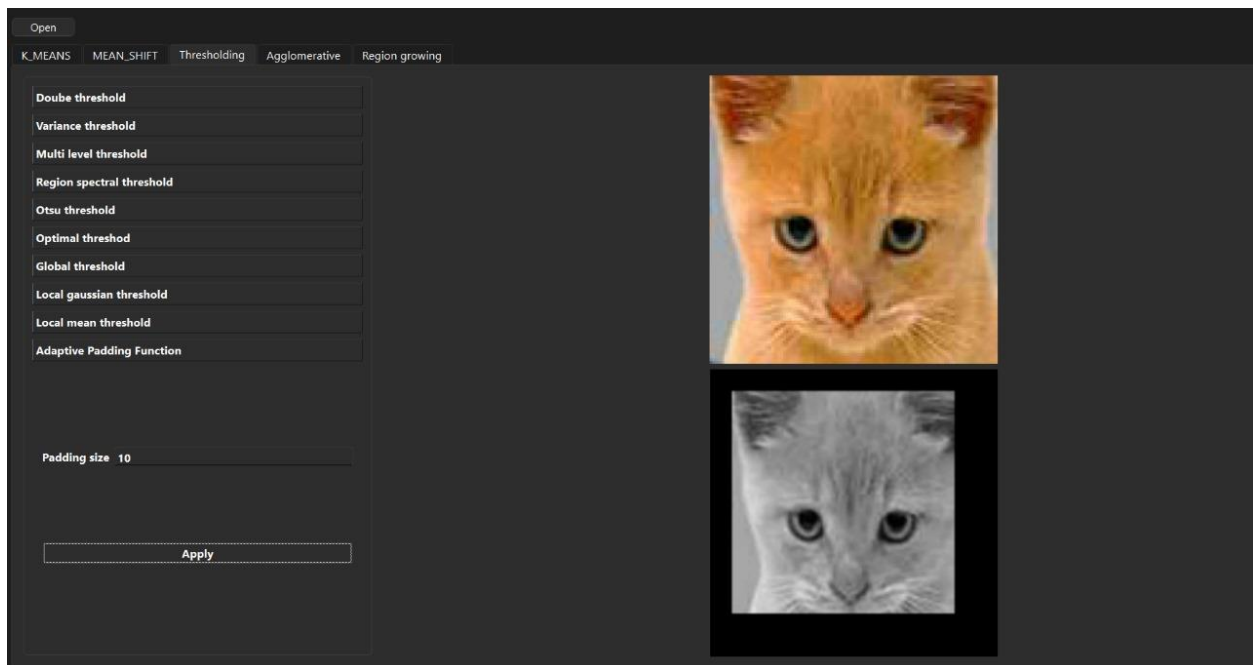 Open
K_MEANS MEAN_SHIFT Thresholding Agglomerative Region growing
Doube threshold
Variance threshold
Multi level threshold
Region spectral threshold
Otsu threshold
Optimal threshod
Global threshold
Local gaussian threshold
Local mean threshold
Adaptive Padding Function
Padding size 10
Apply